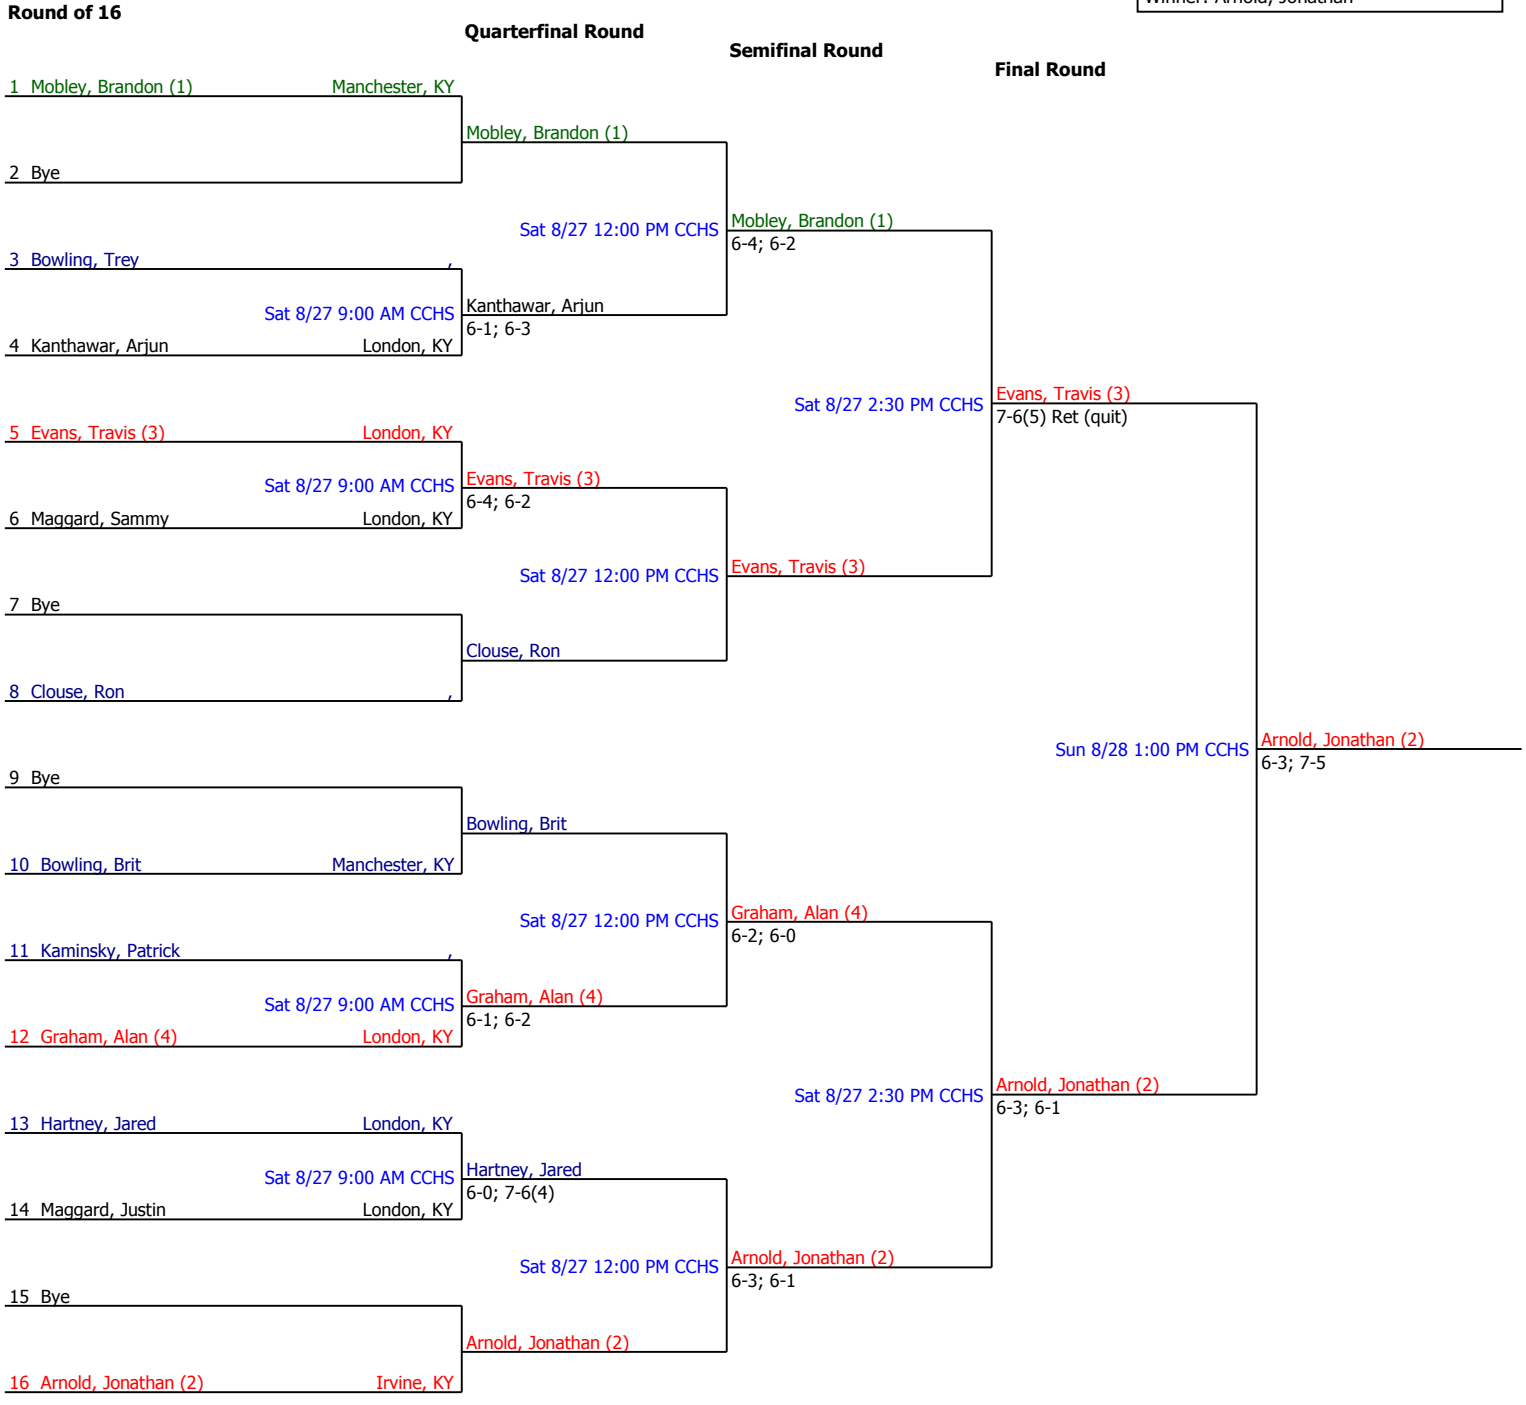 Winner: Arnold, Jonathan
Round of 16
Quarterfinal Round
Semifinal Round
Final Round
1 Mobley, Brandon (1) Manchester, KY
Mobley, Brandon (1)
2 Bye
Sat 8/27 12:00 PM CCHS
Mobley, Brandon (1)
6-4; 6-2
3 Bowling, Trey ,
Sat 8/27 9:00 AM CCHS
Kanthawar, Arjun
6-1; 6-3
4 Kanthawar, Arjun London, KY
Sat 8/27 2:30 PM CCHS
Evans, Travis (3)
7-6(5) Ret (quit)
5 Evans, Travis (3) London, KY
Sat 8/27 9:00 AM CCHS
Evans, Travis (3)
6-4; 6-2
6 Maggard, Sammy London, KY
Sat 8/27 12:00 PM CCHS
Evans, Travis (3)
7 Bye
Clouse, Ron
8 Clouse, Ron ,
Sun 8/28 1:00 PM CCHS
Arnold, Jonathan (2)
6-3; 7-5
9 Bye
Bowling, Brit
10 Bowling, Brit Manchester, KY
Sat 8/27 12:00 PM CCHS
Graham, Alan (4)
6-2; 6-0
11 Kaminsky, Patrick ,
Sat 8/27 9:00 AM CCHS
Graham, Alan (4)
6-1; 6-2
12 Graham, Alan (4) London, KY
Sat 8/27 2:30 PM CCHS
Arnold, Jonathan (2)
6-3; 6-1
13 Hartney, Jared London, KY
Sat 8/27 9:00 AM CCHS
Hartney, Jared
6-0; 7-6(4)
14 Maggard, Justin London, KY
Sat 8/27 12:00 PM CCHS
Arnold, Jonathan (2)
6-3; 6-1
15 Bye
Arnold, Jonathan (2)
16 Arnold, Jonathan (2) Irvine, KY